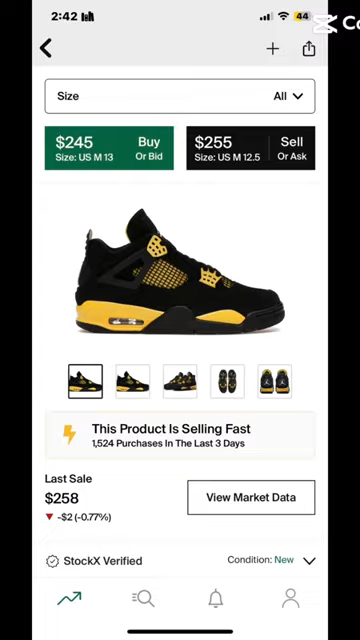 2:42
44
Co
Size All
$245 Buy
Size: US M 13 Or Bid
$255 Sell
Size: US M 12.5 Or Ask
This Product Is Selling Fast
1,524 Purchases In The Last 3 Days
Last Sale
$258
-$2 (-0.77%)
View Market Data
StockX Verified
Condition: New